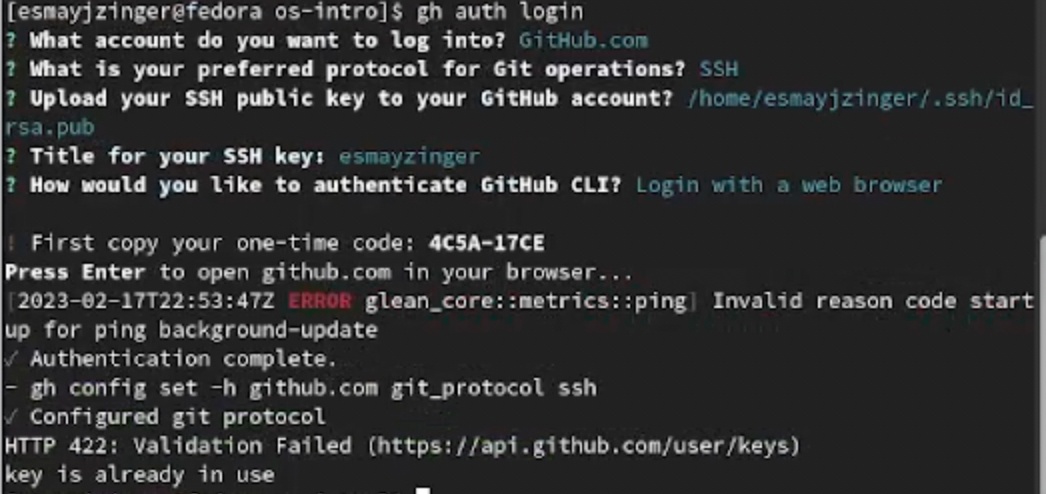 [esmayjzinger@fedora os-intro]$ gh auth login
? What account do you want to log into? GitHub.com
? What is your preferred protocol for Git operations? SSH
? Upload your SSH public key to your GitHub account? /home/esmayjzinger/.ssh/id_
rsa.pub
? Title for your SSH key: esmayzinger
? How would you like to authenticate GitHub CLI? Login with a web browser
! First copy your one-time code: 4C5A-17CE
Press Enter to open github.com in your browser...
[2023-02-17T22:53:47Z ERROR glean_core::metrics::ping] Invalid reason code start
up for ping background-update
✓ Authentication complete.
- gh config set -h github.com git_protocol ssh
✓ Configured git protocol
HTTP 422: Validation Failed (https://api.github.com/user/keys)
key is already in use